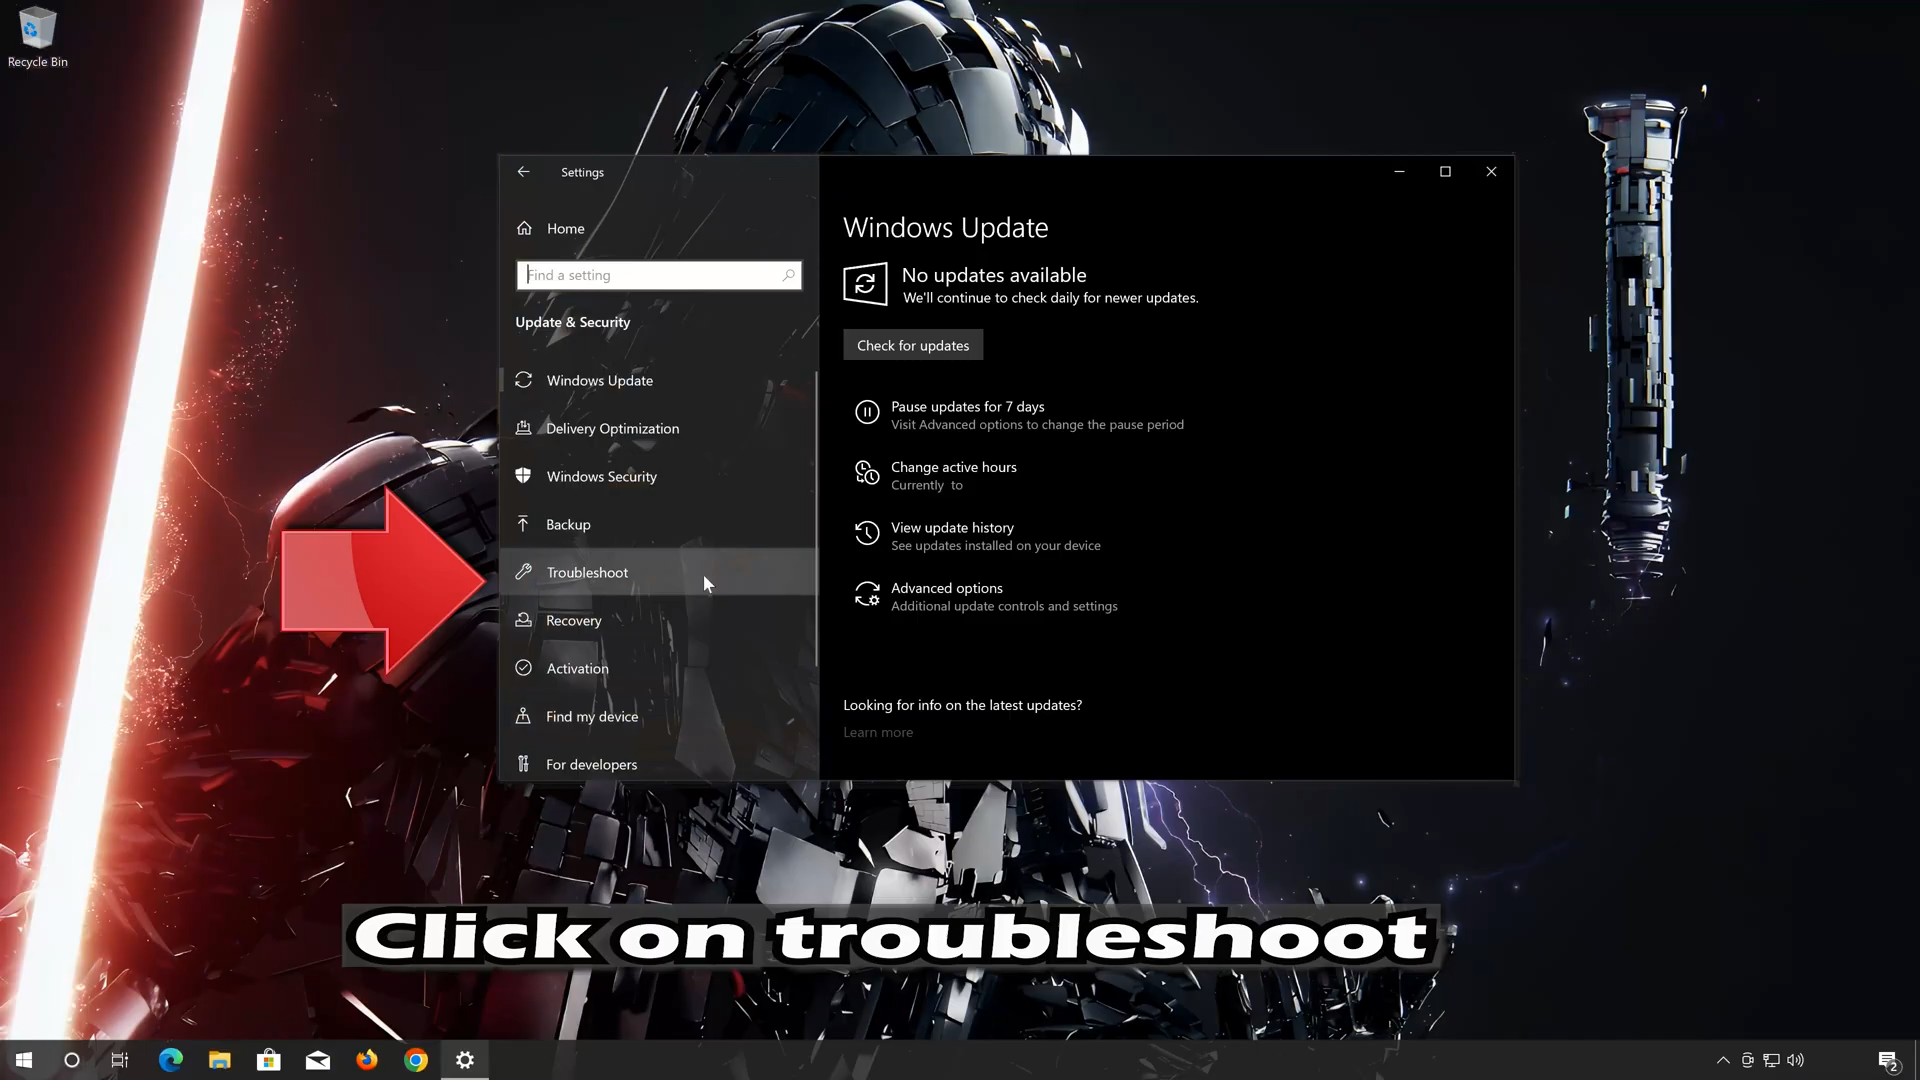 Recycle Bin
Settings
Home
Find a setting
Update & Security
Windows Update
Delivery Optimization
Windows Security
Backup
Troubleshoot
Recovery
Activation
Find my device
For developers
Windows Update
No updates available
We'll continue to check daily for newer updates.
Check for updates
Pause updates for 7 days
Visit Advanced options to change the pause period
Change active hours
Currently to
View update history
See updates installed on your device
Advanced options
Additional update controls and settings
Looking for info on the latest updates?
Learn more
Click on troubleshoot
2